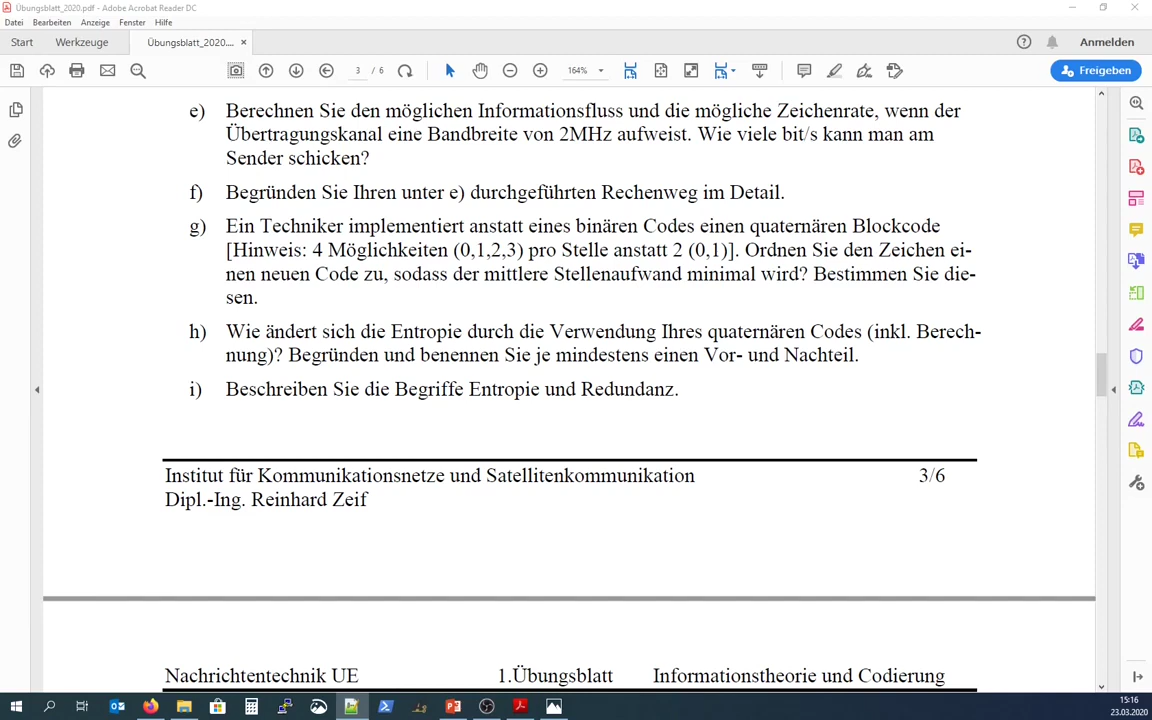 Übungsblatt_2020.pdf - Adobe Acrobat Reader DC
Datei Bearbeiten Anzeige Fenster Hilfe
Start Werkzeuge Übungsblatt_2020.... × Anmelden
3 / 6 164% Freigeben
e) Berechnen Sie den möglichen Informationsfluss und die mögliche Zeichenrate, wenn der
Übertragungskanal eine Bandbreite von 2MHz aufweist. Wie viele bit/s kann man am
Sender schicken?
f) Begründen Sie Ihren unter e) durchgeführten Rechenweg im Detail.
g) Ein Techniker implementiert anstatt eines binären Codes einen quaternären Blockcode
[Hinweis: 4 Möglichkeiten (0,1,2,3) pro Stelle anstatt 2 (0,1)]. Ordnen Sie den Zeichen ei-
nen neuen Code zu, sodass der mittlere Stellenaufwand minimal wird? Bestimmen Sie die-
sen.
h) Wie ändert sich die Entropie durch die Verwendung Ihres quaternären Codes (inkl. Berech-
nung)? Begründen und benennen Sie je mindestens einen Vor- und Nachteil.
i) Beschreiben Sie die Begriffe Entropie und Redundanz.
Institut für Kommunikationsnetze und Satellitenkommunikation 3/6
Dipl.-Ing. Reinhard Zeif
Nachrichtentechnik UE 1.Übungsblatt Informationstheorie und Codierung
15:16
23.03.2020